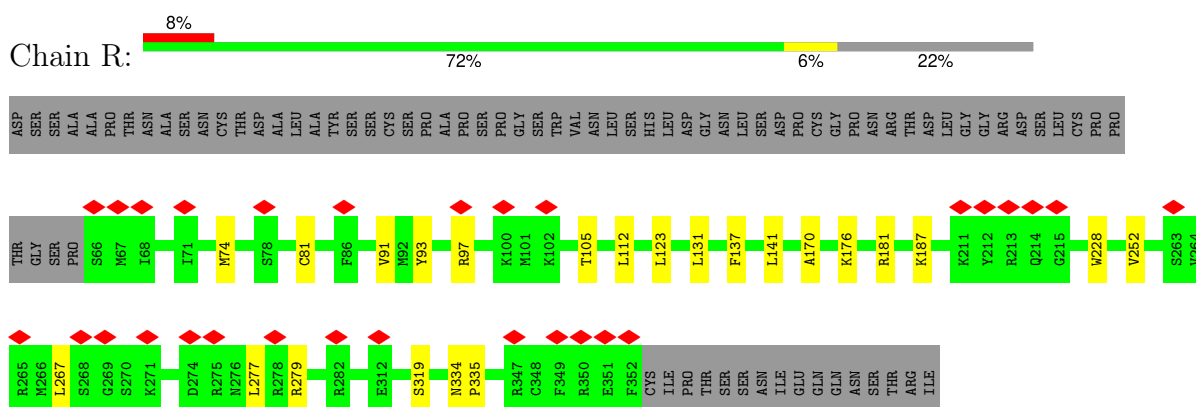 8%
Chain R:
72% 6% 22%
ASP SER SER ALA ALA PRO THR ASN ALA SER ASN CYS THR ASP ALA LEU ALA TYR SER SER CYS SER PRO ALA PRO SER PRO GLY SER TRP VAL ASN LEU SER HIS LEU ASP GLY ASN LEU SER ASP PRO CYS GLY PRO ASN ARG THR ASP LEU GLY GLY ARG ASP SER LEU CYS PRO PRO
THR GLY SER PRO S66 M67 I68 I71 M74 S78 C81 F86 V91 M92 Y93 R97 K100 M101 K102 T105 L112 L123 L131 F137 L141 A170 K176 R181 K187 K211 Y212 R213 Q214 G215 W228 V252 S263 V264
R265 M266 L267 S268 G269 S270 K271 D274 R275 N276 L277 R278 R279 R282 E312 S319 N334 P335 R347 C348 F349 R350 E351 F352 CYS ILE PRO THR SER SER ASN ILE GLU GLN GLN ASN SER THR ARG ILE